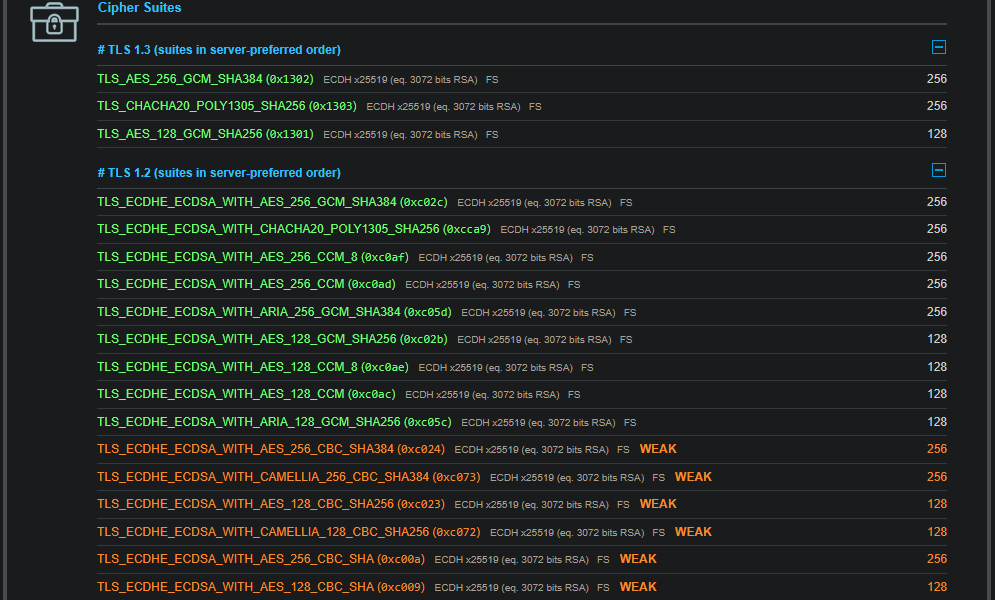 Cipher Suites
# TLS 1.3 (suites in server-preferred order)
TLS_AES_256_GCM_SHA384 (0x1302) ECDH x25519 (eq. 3072 bits RSA) FS 256
TLS_CHACHA20_POLY1305_SHA256 (0x1303) ECDH x25519 (eq. 3072 bits RSA) FS 256
TLS_AES_128_GCM_SHA256 (0x1301) ECDH x25519 (eq. 3072 bits RSA) FS 128
# TLS 1.2 (suites in server-preferred order)
TLS_ECDHE_ECDSA_WITH_AES_256_GCM_SHA384 (0xc02c) ECDH x25519 (eq. 3072 bits RSA) FS 256
TLS_ECDHE_ECDSA_WITH_CHACHA20_POLY1305_SHA256 (0xcca9) ECDH x25519 (eq. 3072 bits RSA) FS 256
TLS_ECDHE_ECDSA_WITH_AES_256_CCM_8 (0xc0af) ECDH x25519 (eq. 3072 bits RSA) FS 256
TLS_ECDHE_ECDSA_WITH_AES_256_CCM (0xc0ad) ECDH x25519 (eq. 3072 bits RSA) FS 256
TLS_ECDHE_ECDSA_WITH_ARIA_256_GCM_SHA384 (0xc05d) ECDH x25519 (eq. 3072 bits RSA) FS 256
TLS_ECDHE_ECDSA_WITH_AES_128_GCM_SHA256 (0xc02b) ECDH x25519 (eq. 3072 bits RSA) FS 128
TLS_ECDHE_ECDSA_WITH_AES_128_CCM_8 (0xc0ae) ECDH x25519 (eq. 3072 bits RSA) FS 128
TLS_ECDHE_ECDSA_WITH_AES_128_CCM (0xc0ac) ECDH x25519 (eq. 3072 bits RSA) FS 128
TLS_ECDHE_ECDSA_WITH_ARIA_128_GCM_SHA256 (0xc05c) ECDH x25519 (eq. 3072 bits RSA) FS 128
TLS_ECDHE_ECDSA_WITH_AES_256_CBC_SHA384 (0xc024) ECDH x25519 (eq. 3072 bits RSA) FS WEAK 256
TLS_ECDHE_ECDSA_WITH_CAMELLIA_256_CBC_SHA384 (0xc073) ECDH x25519 (eq. 3072 bits RSA) FS WEAK 256
TLS_ECDHE_ECDSA_WITH_AES_128_CBC_SHA256 (0xc023) ECDH x25519 (eq. 3072 bits RSA) FS WEAK 128
TLS_ECDHE_ECDSA_WITH_CAMELLIA_128_CBC_SHA256 (0xc072) ECDH x25519 (eq. 3072 bits RSA) FS WEAK 128
TLS_ECDHE_ECDSA_WITH_AES_256_CBC_SHA (0xc00a) ECDH x25519 (eq. 3072 bits RSA) FS WEAK 256
TLS_ECDHE_ECDSA_WITH_AES_128_CBC_SHA (0xc009) ECDH x25519 (eq. 3072 bits RSA) FS WEAK 128